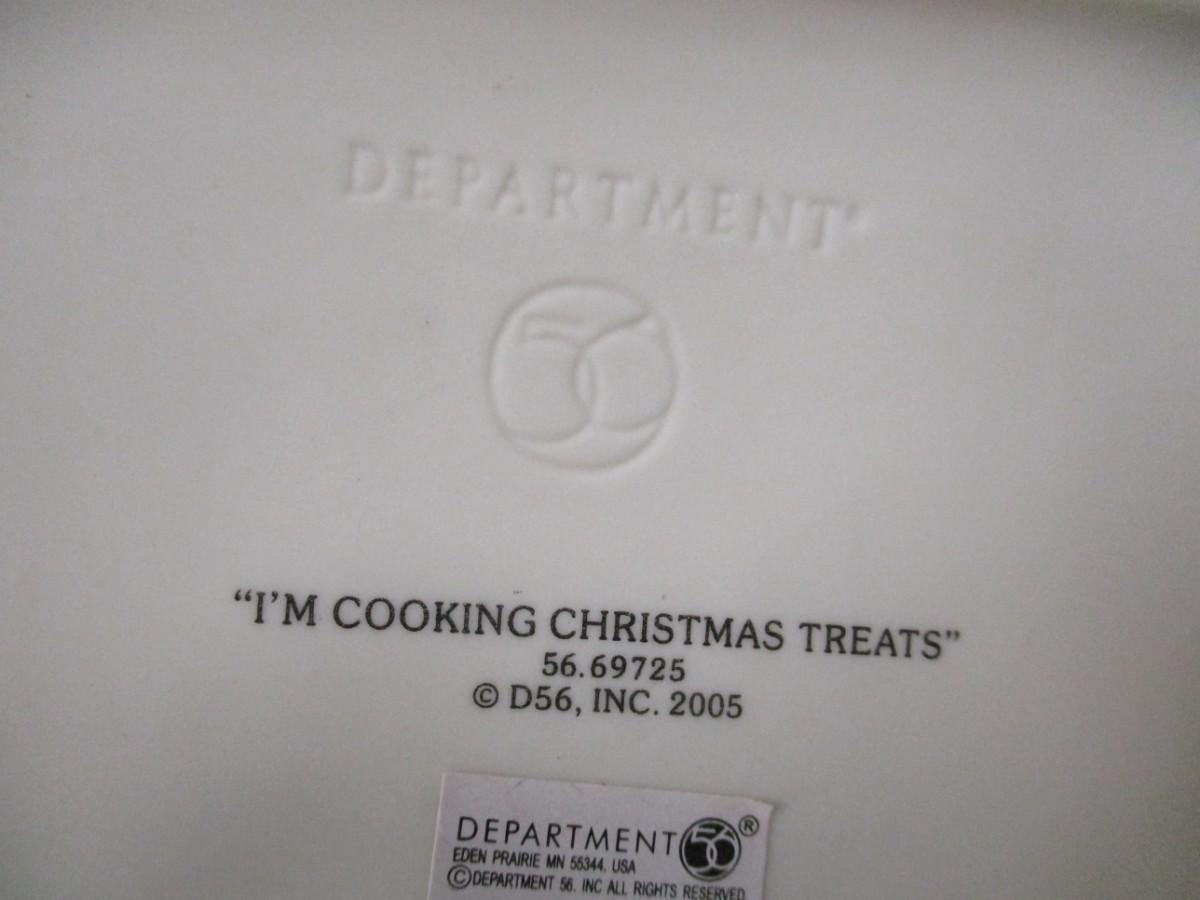 DEPARTMENT®
56
“I’M COOKING CHRISTMAS TREATS”
56.69725
© D56, INC. 2005
DEPARTMENT 56®
EDEN PRAIRIE MN 55344. USA
©DEPARTMENT 56. INC ALL RIGHTS RESERVED